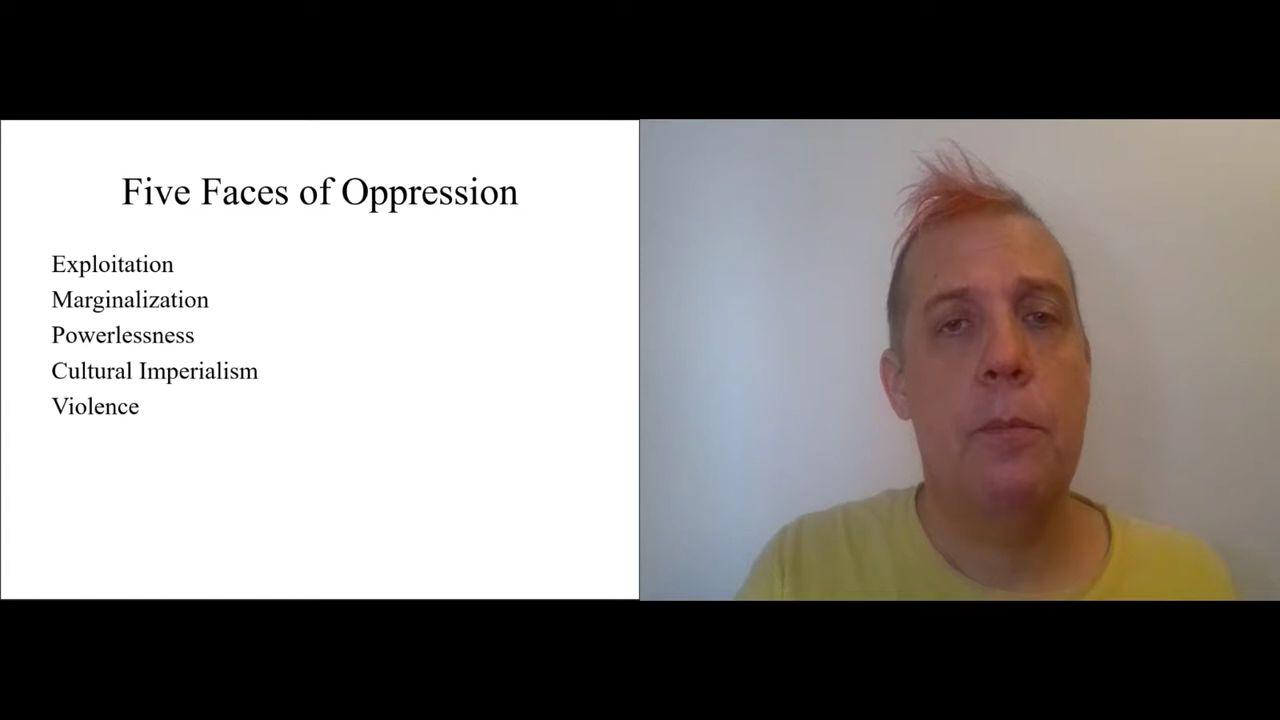 Five Faces of Oppression
Exploitation
Marginalization
Powerlessness
Cultural Imperialism
Violence